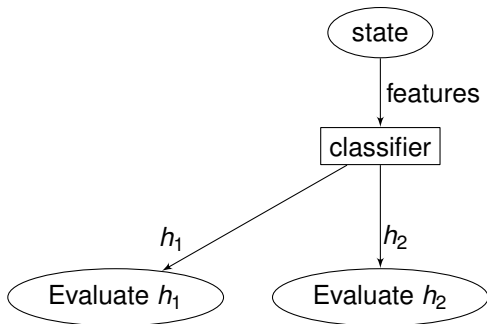 state
features
classifier
h₁
h₂
Evaluate h₁
Evaluate h₂